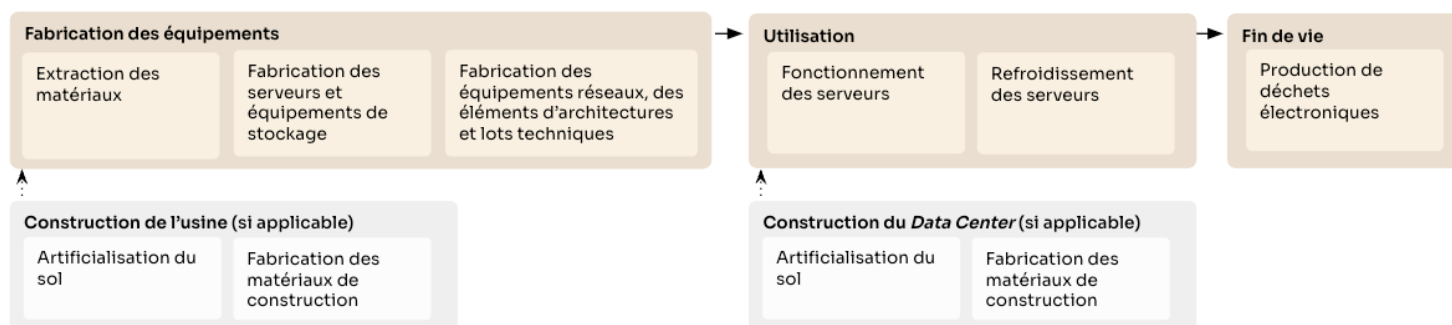 Fabrication des équipements
Extraction des
matériaux
Fabrication des
serveurs et
équipements de
stockage
Fabrication des
équipements réseaux, des
éléments d'architectures
et lots techniques
Utilisation
Fonctionnement
des serveurs
Refroidissement
des serveurs
Fin de vie
Production de
déchets
électroniques
Construction de l'usine (si applicable)
Artificialisation du
sol
Fabrication des
matériaux de
construction
Construction du Data Center (si applicable)
Artificialisation du
sol
Fabrication des
matériaux de
construction